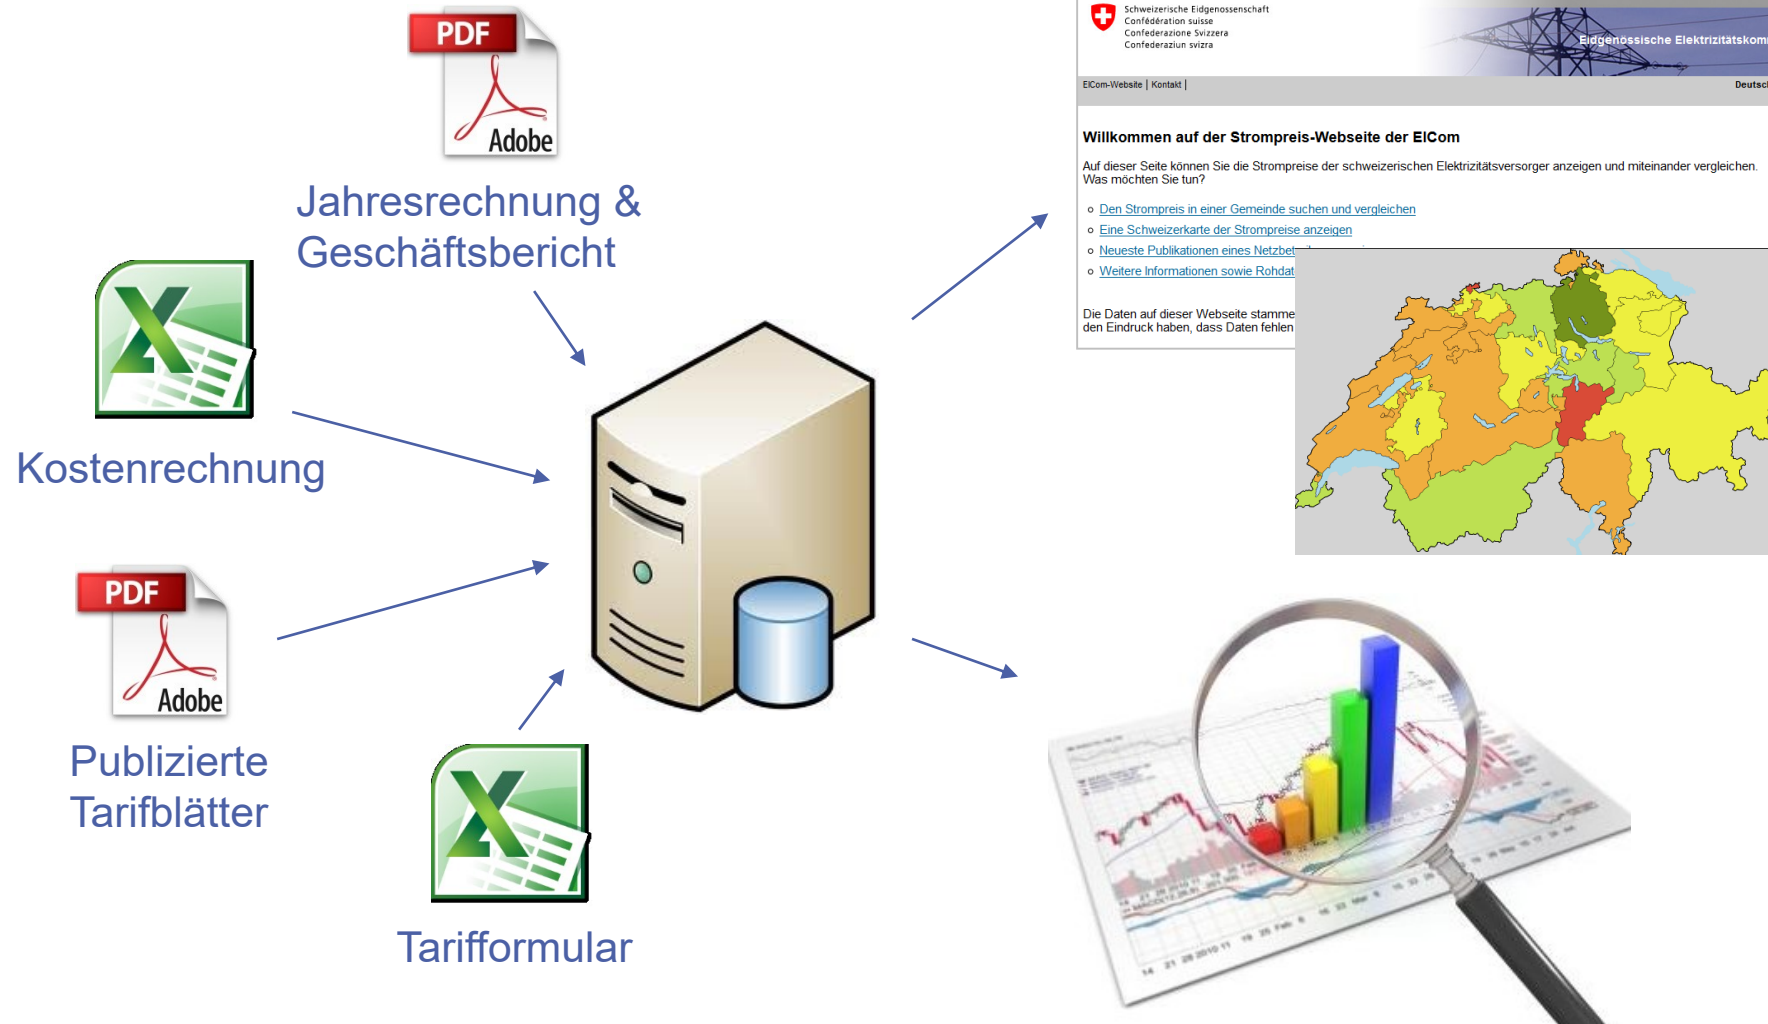 PDF
Adobe
Jahresrechnung &
Geschäftsbericht
Kostenrechnung
PDF
Adobe
Publizierte
Tarifblätter
Tarifformular
Schweizerische Eidgenossenschaft
Confédération suisse
Confederazione Svizzera
Confederaziun svizra
Eidgenössische Elektrizitätskom
ElCom-Website | Kontakt |
Deutsc
Willkommen auf der Strompreis-Webseite der ElCom
Auf dieser Seite können Sie die Strompreise der schweizerischen Elektrizitätsversorger anzeigen und miteinander vergleichen.
Was möchten Sie tun?
Den Strompreis in einer Gemeinde suchen und vergleichen
Eine Schweizerkarte der Strompreise anzeigen
Neueste Publikationen eines
Weitere Informationen sowie Rohdat
Die Daten auf dieser Webseite stamme
den Eindruck haben, dass Daten fehlen